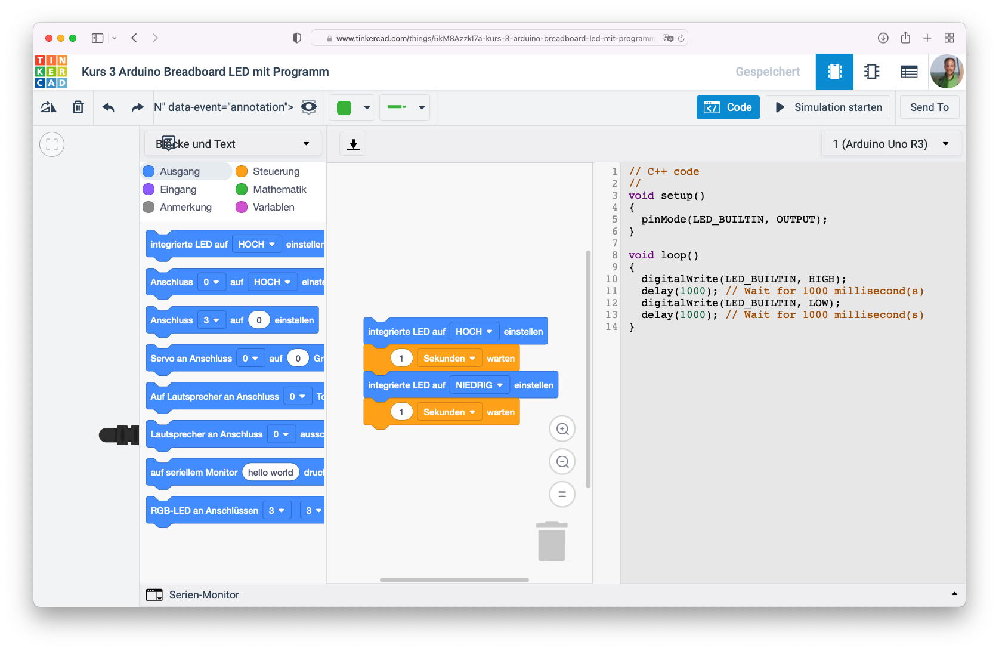 www.tinkercad.com/things/5kM8Azzkl7a-kurs-3-arduino-breadboard-led-mit-programm
TIN
KER
CAD
Kurs 3 Arduino Breadboard LED mit Programm
Gespeichert
N" data-event="annotation">
Code
Simulation starten
Send To
Blöcke und Text
1 (Arduino Uno R3)
Ausgang
Steuerung
Eingang
Mathematik
Anmerkung
Variablen
integrierte LED auf HOCH einstellen
Anschluss 0 auf HOCH einste
Anschluss 3 auf 0 einstellen
Servo an Anschluss 0 auf 0 Gr
Auf Lautsprecher an Anschluss 0 To
Lautsprecher an Anschluss 0 aussc
auf seriellem Monitor hello world druc
RGB-LED an Anschlüssen 3 3
integrierte LED auf HOCH einstellen
1 Sekunden warten
integrierte LED auf NIEDRIG einstellen
1 Sekunden warten
1 // C++ code
2 //
3 void setup()
4 {
5 pinMode(LED_BUILTIN, OUTPUT);
6 }
7
8 void loop()
9 {
10 digitalWrite(LED_BUILTIN, HIGH);
11 delay(1000); // Wait for 1000 millisecond(s)
12 digitalWrite(LED_BUILTIN, LOW);
13 delay(1000); // Wait for 1000 millisecond(s)
14 }
Serien-Monitor